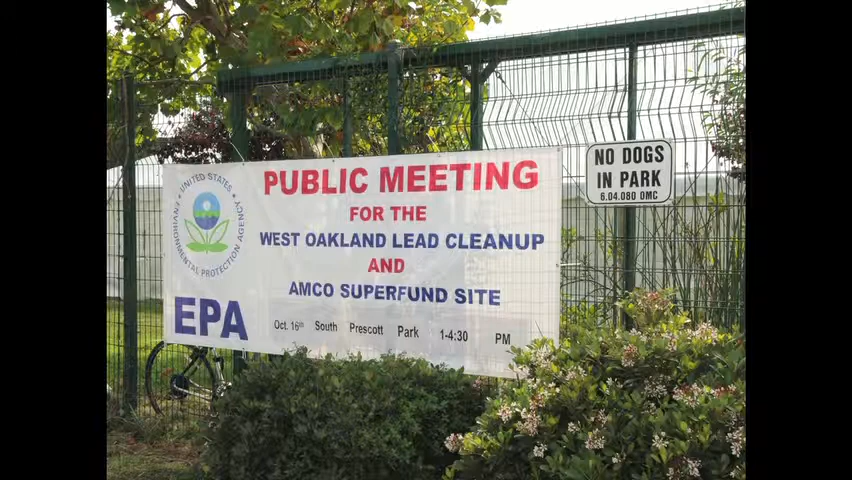 UNITED STATES
ENVIRONMENTAL PROTECTION AGENCY
EPA
PUBLIC MEETING
FOR THE
WEST OAKLAND LEAD CLEANUP
AND
AMCO SUPERFUND SITE
Oct. 16th South Prescott Park 1-4:30 PM
NO DOGS
IN PARK
6.04.080 OMC